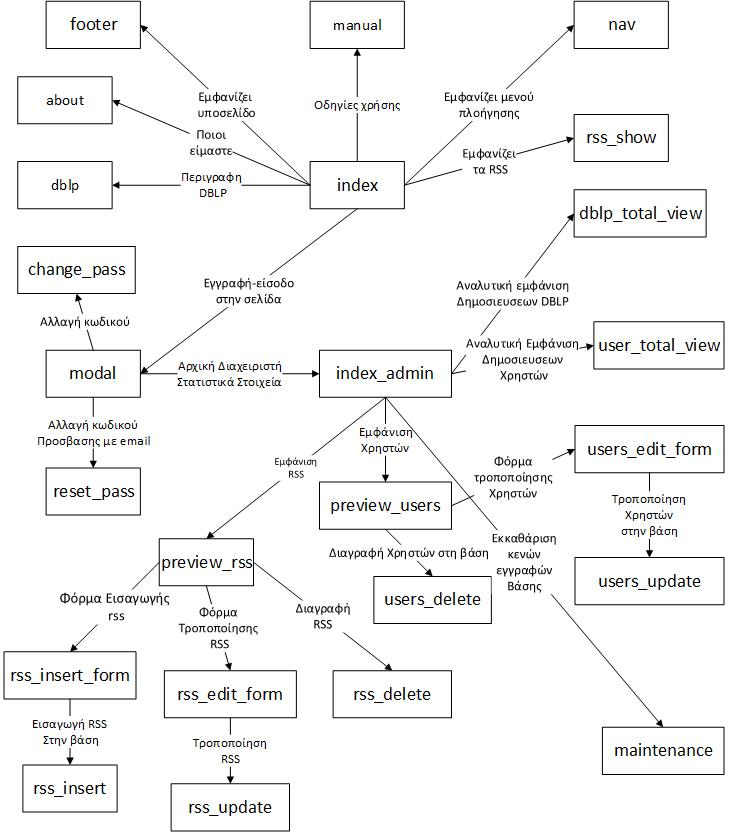 footer
manual
nav
Εμφανίζει
υποσελίδο
Οδηγίες χρήσης
Εμφανίζει μενού
πλοήγησης
about
Ποιοι
είμαστε
rss_show
Εμφανίζει
τα RSS
dblp
Περιγραφη
DBLP
index
dblp_total_view
change_pass
Εγγραφή-είσοδο
στην σελίδα
Αναλυτική εμφάνιση
Δημοσιευσεων DBLP
Αλλαγή κωδικού
user_total_view
Αναλυτική Εμφάνιση
Δημοσιευσεων
Χρηστών
modal
Αρχική Διαχειριστή
Στατιστικά Στοιχεία
index_admin
Αλλαγή κωδικού
Προσβασης με email
Εμφάνιση
Χρηστών
users_edit_form
Εμφάνιση
RSS
Φόρμα
τροποποίησης
Χρηστών
reset_pass
preview_users
Τροποποίηση
Χρηστών
στην βάση
Διαγραφή Χρηστών στη βάση
Εκκαθάριση
κενών
εγγραφών
Βάσης
preview_rss
users_delete
users_update
Φόρμα Εισαγωγής
rss
Φόρμα
Τροποποίησης
RSS
Διαγραφή
RSS
rss_insert_form
rss_edit_form
rss_delete
Εισαγωγή RSS
Στην βάση
Τροποποίηση
RSS
maintenance
rss_insert
rss_update